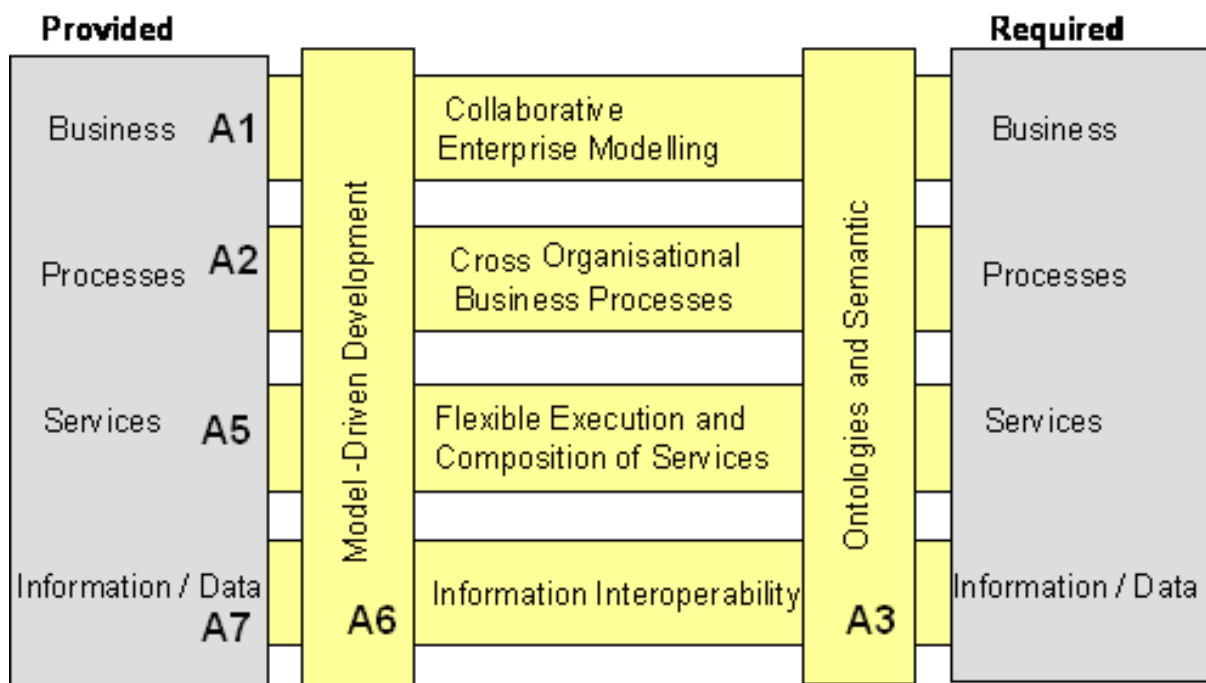 Provided
Required
Business A1
Collaborative
Enterprise Modelling
Business
Processes A2
Cross Organisational
Business Processes
Processes
Services A5
Flexible Execution and
Composition of Services
Services
Information / Data
A7
Information Interoperability
Information / Data
Model -Driven Development
A6
Ontologies and Semantic
A3